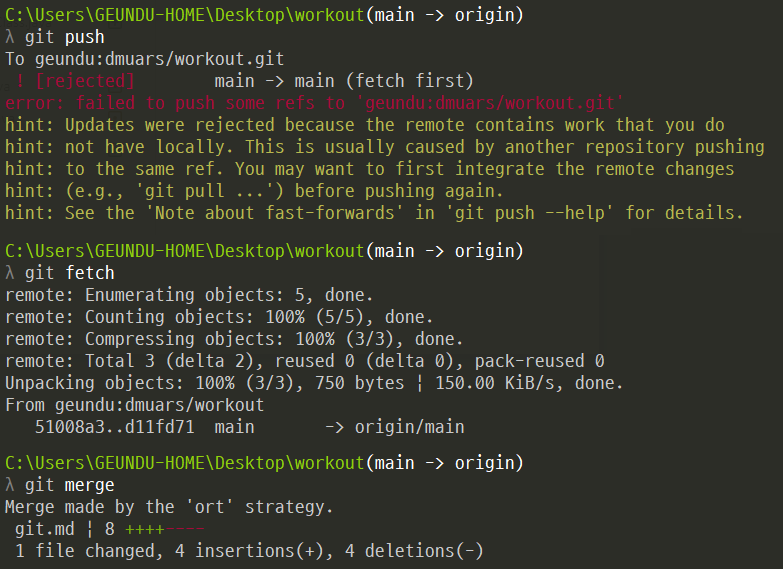 C:\Users\GEUNDU-HOME\Desktop\workout(main -> origin)
λ git push
To geundu:dmuars/workout.git
 ! [rejected]        main -> main (fetch first)
error: failed to push some refs to 'geundu:dmuars/workout.git'
hint: Updates were rejected because the remote contains work that you do
hint: not have locally. This is usually caused by another repository pushing
hint: to the same ref. You may want to first integrate the remote changes
hint: (e.g., 'git pull ...') before pushing again.
hint: See the 'Note about fast-forwards' in 'git push --help' for details.
C:\Users\GEUNDU-HOME\Desktop\workout(main -> origin)
λ git fetch
remote: Enumerating objects: 5, done.
remote: Counting objects: 100% (5/5), done.
remote: Compressing objects: 100% (3/3), done.
remote: Total 3 (delta 2), reused 0 (delta 0), pack-reused 0
Unpacking objects: 100% (3/3), 750 bytes ¦ 150.00 KiB/s, done.
From geundu:dmuars/workout
   51008a3..d11fd71  main       -> origin/main
C:\Users\GEUNDU-HOME\Desktop\workout(main -> origin)
λ git merge
Merge made by the 'ort' strategy.
 git.md ¦ 8 ++++----
 1 file changed, 4 insertions(+), 4 deletions(-)